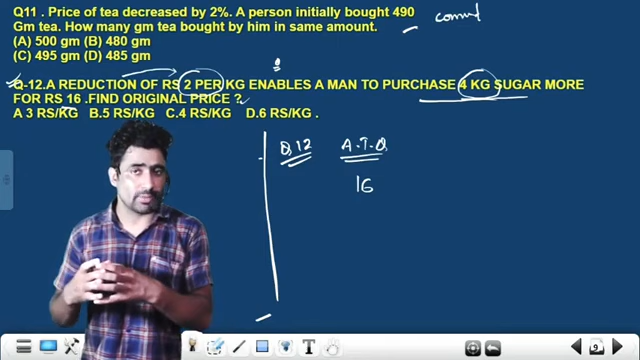 Q11 . Price of tea decreased by 2%. A person initially bought 490
Gm tea. How many gm tea bought by him in same amount.
(A) 500 gm (B) 480 gm
(C) 495 gm (D) 485 gm
Q-12.A REDUCTION OF RS 2 PER KG ENABLES A MAN TO PURCHASE 4 KG SUGAR MORE
FOR RS 16 .FIND ORIGINAL PRICE ?
A 3 RS/KG B.5 RS/KG C.4 RS/KG D.6 RS/KG .
Q.12 A.T.Q.
16
T